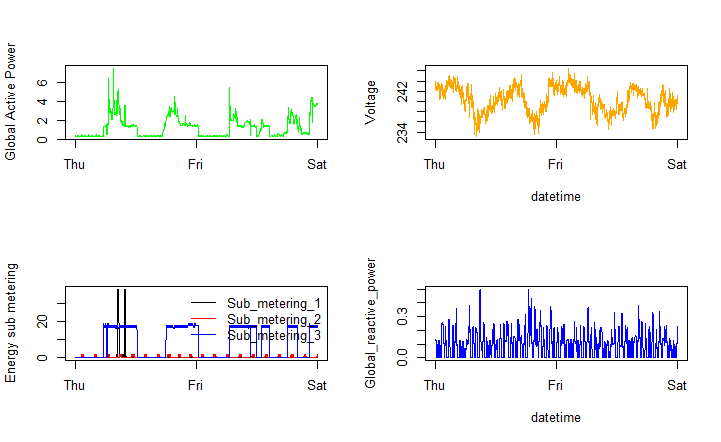 Global Active Power
0 2 4 6
Thu Fri Sat
Voltage
234 242
Thu Fri Sat
datetime
Energy sub metering
0 20
Sub_metering_1
Sub_metering_2
Sub_metering_3
Thu Fri Sat
Global_reactive_power
0.0 0.3
Thu Fri Sat
datetime